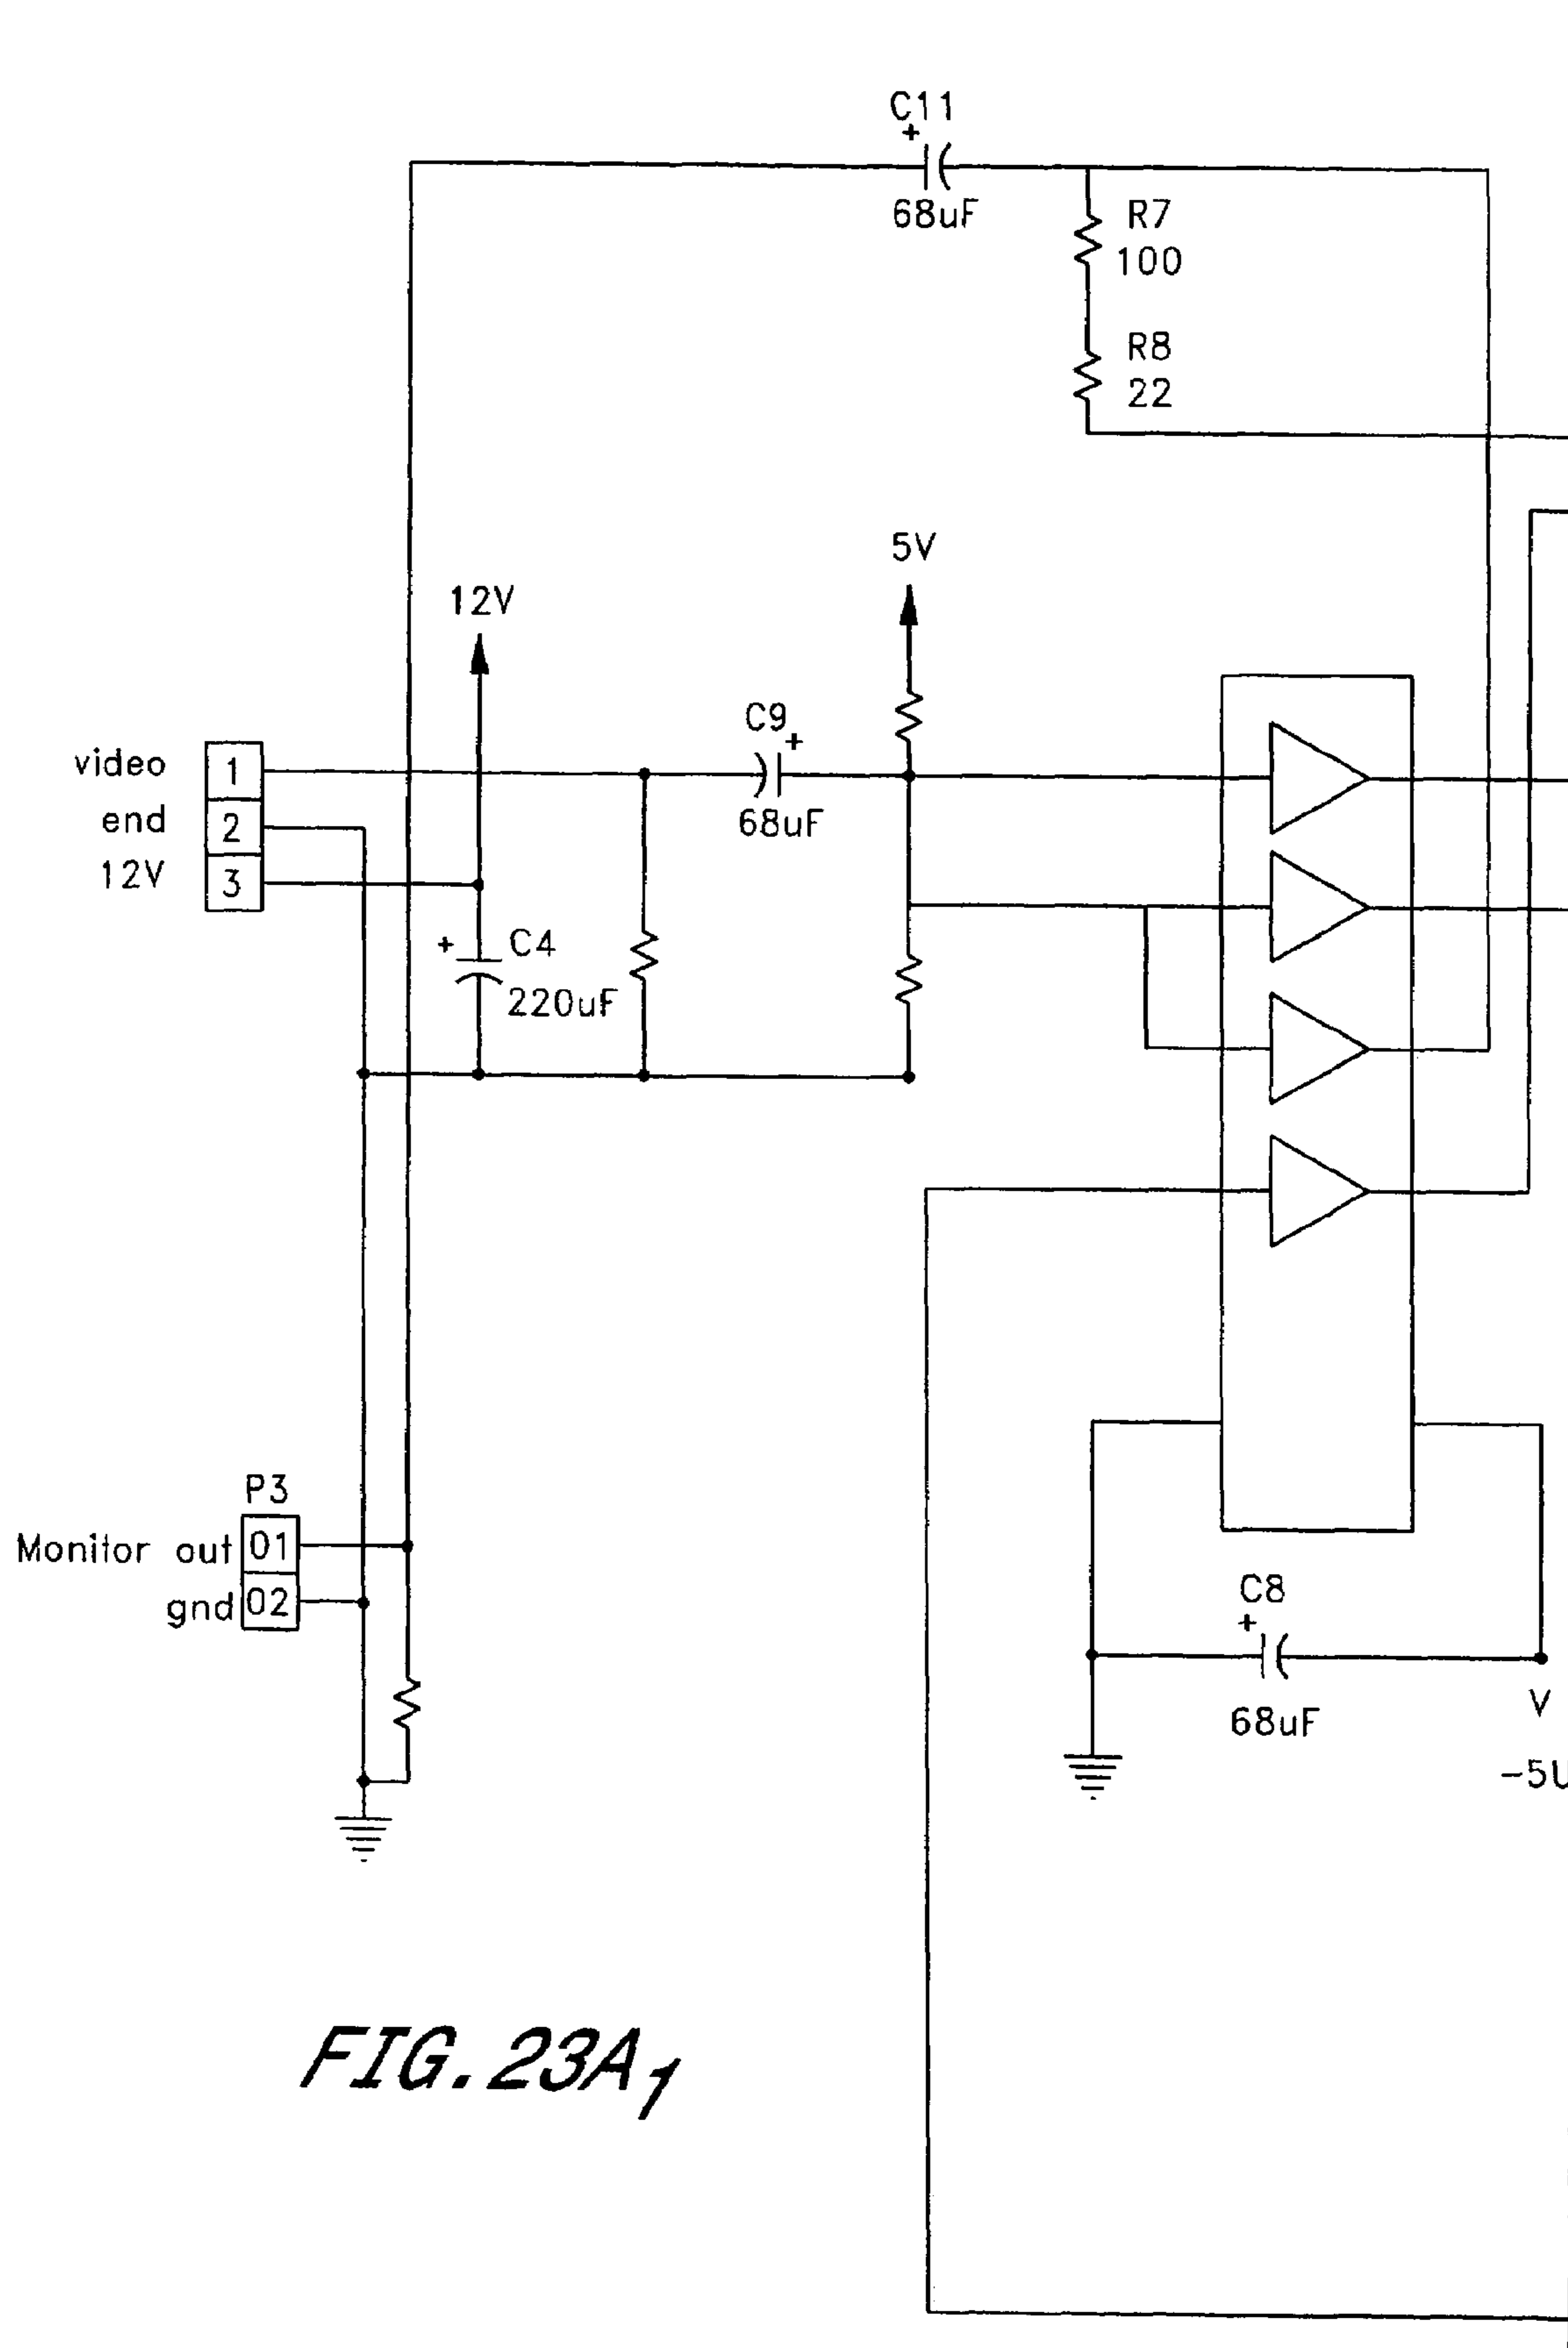 C11
+
68uF
R7
100
R8
22
5V
12V
C9
+
68uF
video 1
end 2
12V 3
+ C4
220uF
P3
Monitor out 01
gnd 02
C8
+
68uF
V
-5U
FIG. 23A1